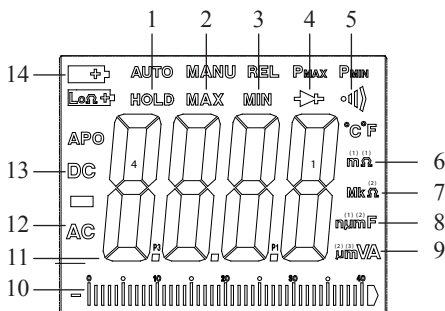 1 2 3 4 5
14 AUTO MANU REL PMAX PMIN
LoΩ HOLD MAX MIN
APO °C°F
4 1
(1) (1)
mΩ 6
13 DC
(2)
MkΩ 7
(1) (2)
nμmF 8
12 AC
(2) (3)
μmVA 9
11 P3 P1
10 0 10 20 30 40